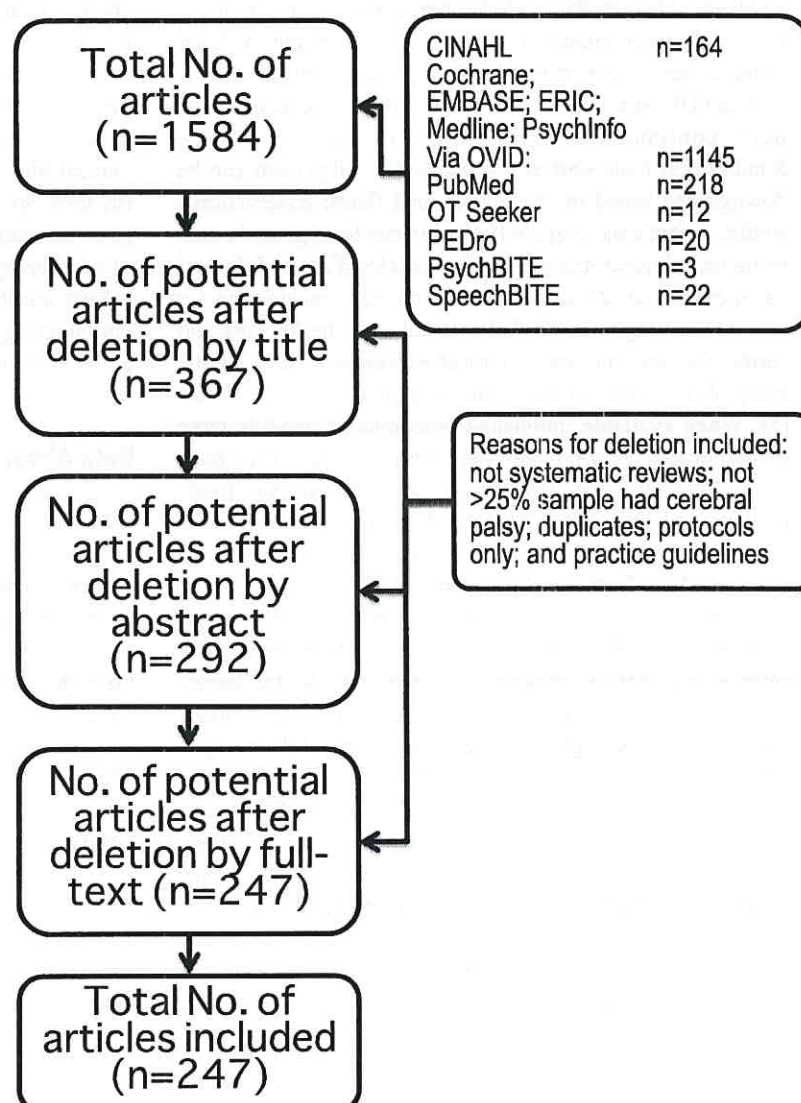 Total No. of
articles
(n=1584)
CINAHL n=164
Cochrane;
EMBASE; ERIC;
Medline; PsychInfo
Via OVID: n=1145
PubMed n=218
OT Seeker n=12
PEDro n=20
PsychBITE n=3
SpeechBITE n=22
No. of potential
articles after
deletion by title
(n=367)
Reasons for deletion included:
not systematic reviews; not
>25% sample had cerebral
palsy; duplicates; protocols
only; and practice guidelines
No. of potential
articles after
deletion by
abstract
(n=292)
No. of potential
articles after
deletion by full-
text (n=247)
Total No. of
articles included
(n=247)